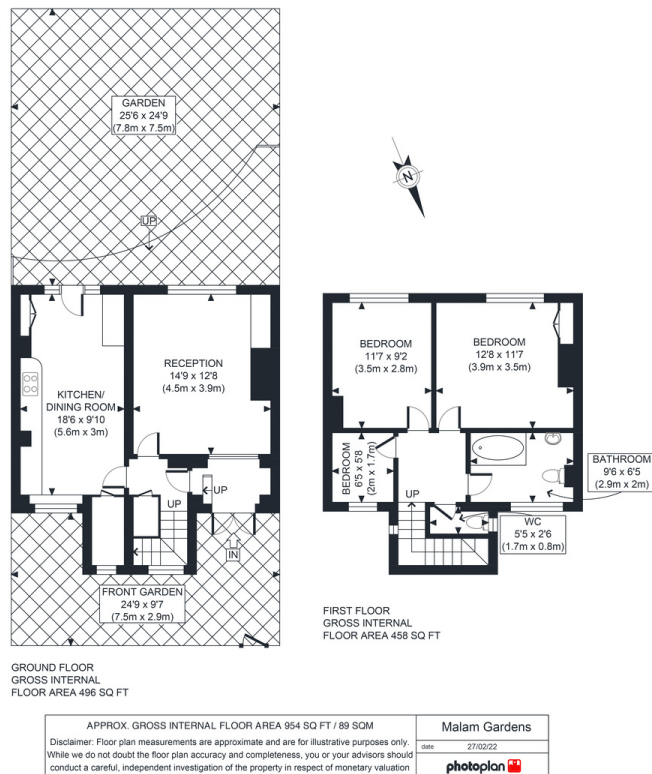 GARDEN
25'6 x 24'9
(7.8m x 7.5m)
UP
N
RECEPTION
14'9 x 12'8
(4.5m x 3.9m)
KITCHEN/
DINING ROOM
18'6 x 9'10
(5.6m x 3m)
UP
UP
IN
FRONT GARDEN
24'9 x 9'7
(7.5m x 2.9m)
GROUND FLOOR
GROSS INTERNAL
FLOOR AREA 496 SQ FT
BEDROOM
11'7 x 9'2
(3.5m x 2.8m)
BEDROOM
12'8 x 11'7
(3.9m x 3.5m)
BEDROOM
6'5 x 5'8
(2m x 1.7m)
UP
BATHROOM
9'6 x 6'5
(2.9m x 2m)
WC
5'5 x 2'6
(1.7m x 0.8m)
FIRST FLOOR
GROSS INTERNAL
FLOOR AREA 458 SQ FT
APPROX. GROSS INTERNAL FLOOR AREA 954 SQ FT / 89 SQM
Disclaimer: Floor plan measurements are approximate and are for illustrative purposes only.
While we do not doubt the floor plan accuracy and completeness, you or your advisors should
conduct a careful, independent investigation of the property in respect of monetary valuation
Malam Gardens
date 27/02/22
photoplan